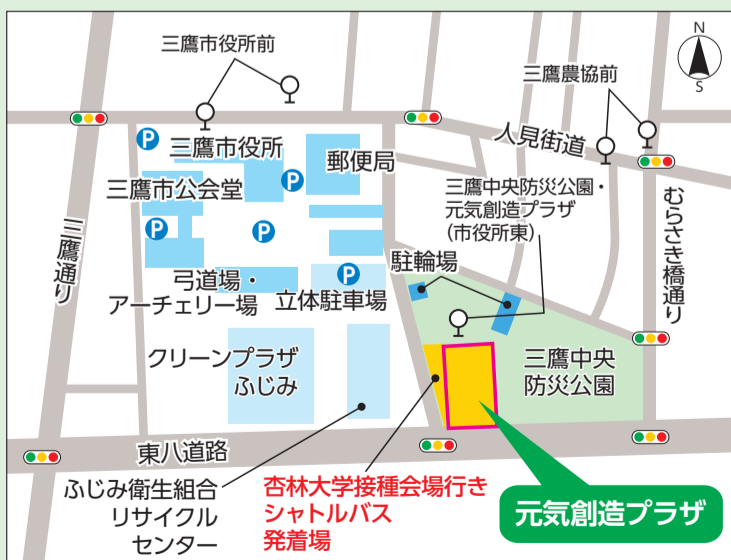 三鷹市役所前
N
S
三鷹農協前
人見街道
P
三鷹市役所
郵便局
P
三鷹市公会堂
三鷹中央防災公園・
元気創造プラザ
(市役所東)
むらさき橋通り
P
P
三鷹通り
駐輪場
弓道場・
アーチェリー場
P
立体駐車場
クリーンプラザ
ふじみ
三鷹中央
防災公園
東八道路
ふじみ衛生組合
リサイクル
センター
杏林大学接種会場行き
シャトルバス
発着場
元気創造プラザ